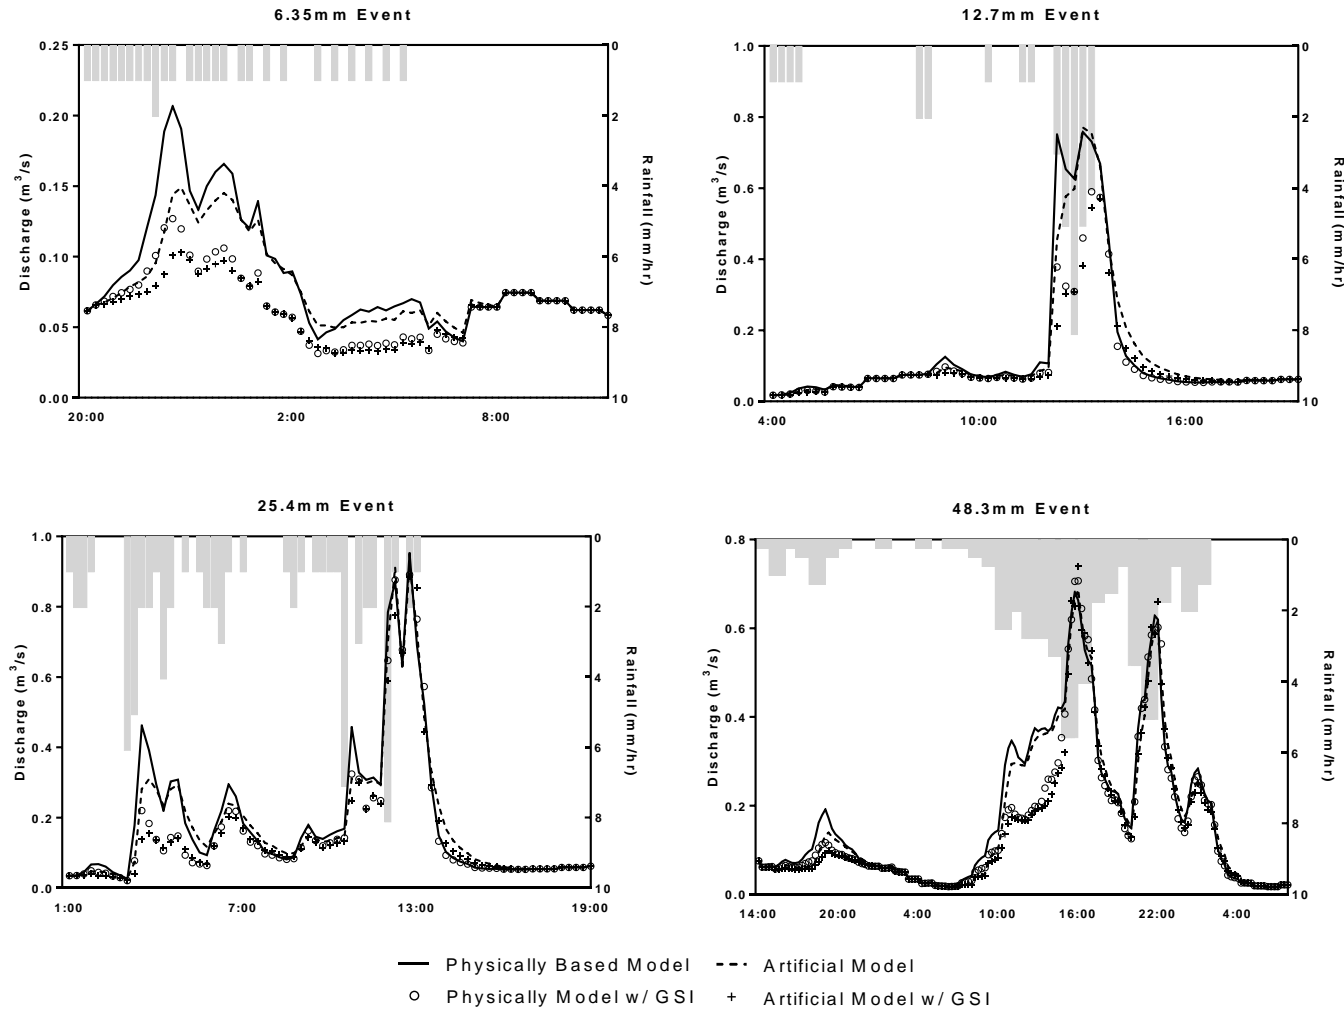 6.35mm Event
0.25
0.20
0.15
0.10
0.05
0.00
Discharge (m³/s)
0
2
4
6
8
10
Rainfall (mm/hr)
20:00 2:00 8:00
12.7mm Event
1.0
0.8
0.6
0.4
0.2
0.0
Discharge (m³/s)
0
2
4
6
8
10
Rainfall (mm/hr)
4:00 10:00 16:00
25.4mm Event
1.0
0.8
0.6
0.4
0.2
0.0
Discharge (m³/s)
0
2
4
6
8
10
Rainfall (mm/hr)
1:00 7:00 13:00 19:00
48.3mm Event
0.8
0.6
0.4
0.2
0.0
Discharge (m³/s)
0
2
4
6
8
10
Rainfall (mm/hr)
14:00 20:00 4:00 10:00 16:00 22:00 4:00
Physically Based Model Artificial Model
Physically Model w/ GSI Artificial Model w/ GSI